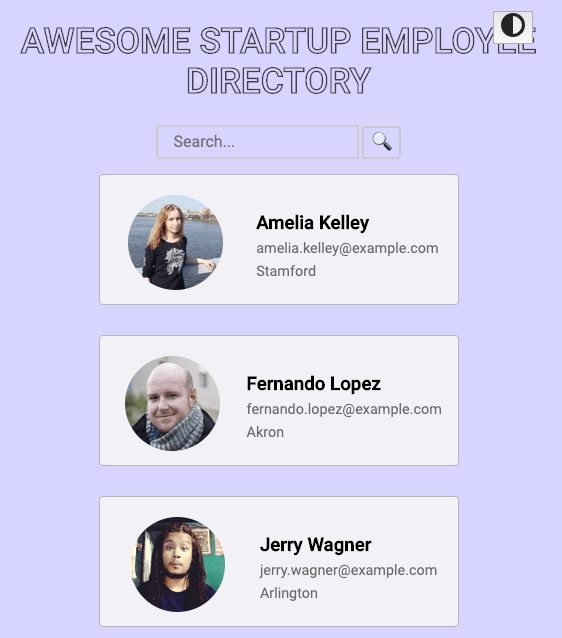 AWESOME STARTUP EMPLOYEE
DIRECTORY
Search...
Amelia Kelley
amelia.kelley@example.com
Stamford
Fernando Lopez
fernando.lopez@example.com
Akron
Jerry Wagner
jerry.wagner@example.com
Arlington